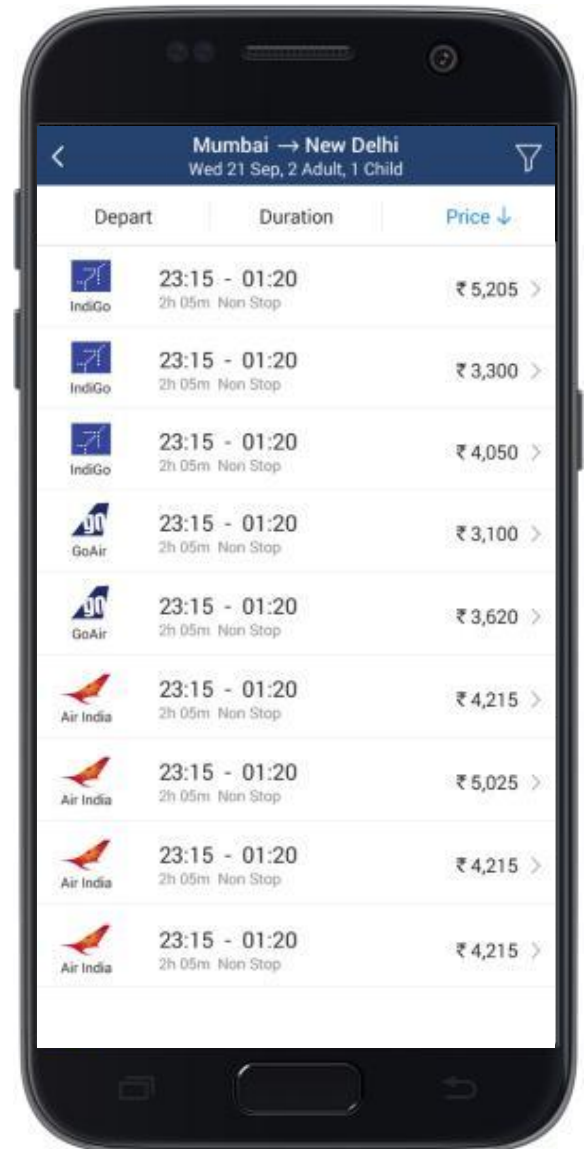 Mumbai → New Delhi
Wed 21 Sep, 2 Adult, 1 Child
Depart Duration Price ↓
23:15 - 01:20
IndiGo 2h 05m Non Stop ₹ 5,205
23:15 - 01:20
IndiGo 2h 05m Non Stop ₹ 3,300
23:15 - 01:20
IndiGo 2h 05m Non Stop ₹ 4,050
go 23:15 - 01:20
GoAir 2h 05m Non Stop ₹ 3,100
go 23:15 - 01:20
GoAir 2h 05m Non Stop ₹ 3,620
23:15 - 01:20
Air India 2h 05m Non Stop ₹ 4,215
23:15 - 01:20
Air India 2h 05m Non Stop ₹ 5,025
23:15 - 01:20
Air India 2h 05m Non Stop ₹ 4,215
23:15 - 01:20
Air India 2h 05m Non Stop ₹ 4,215